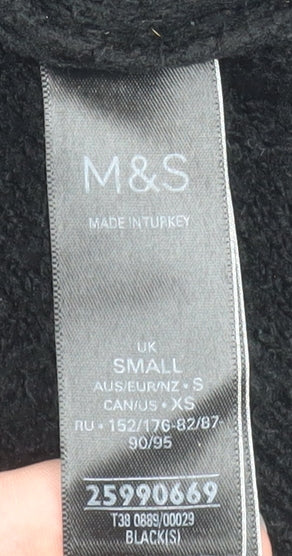 M&S
MADE IN TURKEY
UK
SMALL
AUS/EUR/NZ • S
CAN/US • XS
RU • 152/176-82/87-
90/95
25990669
T38 0889/00029
BLACK(S)